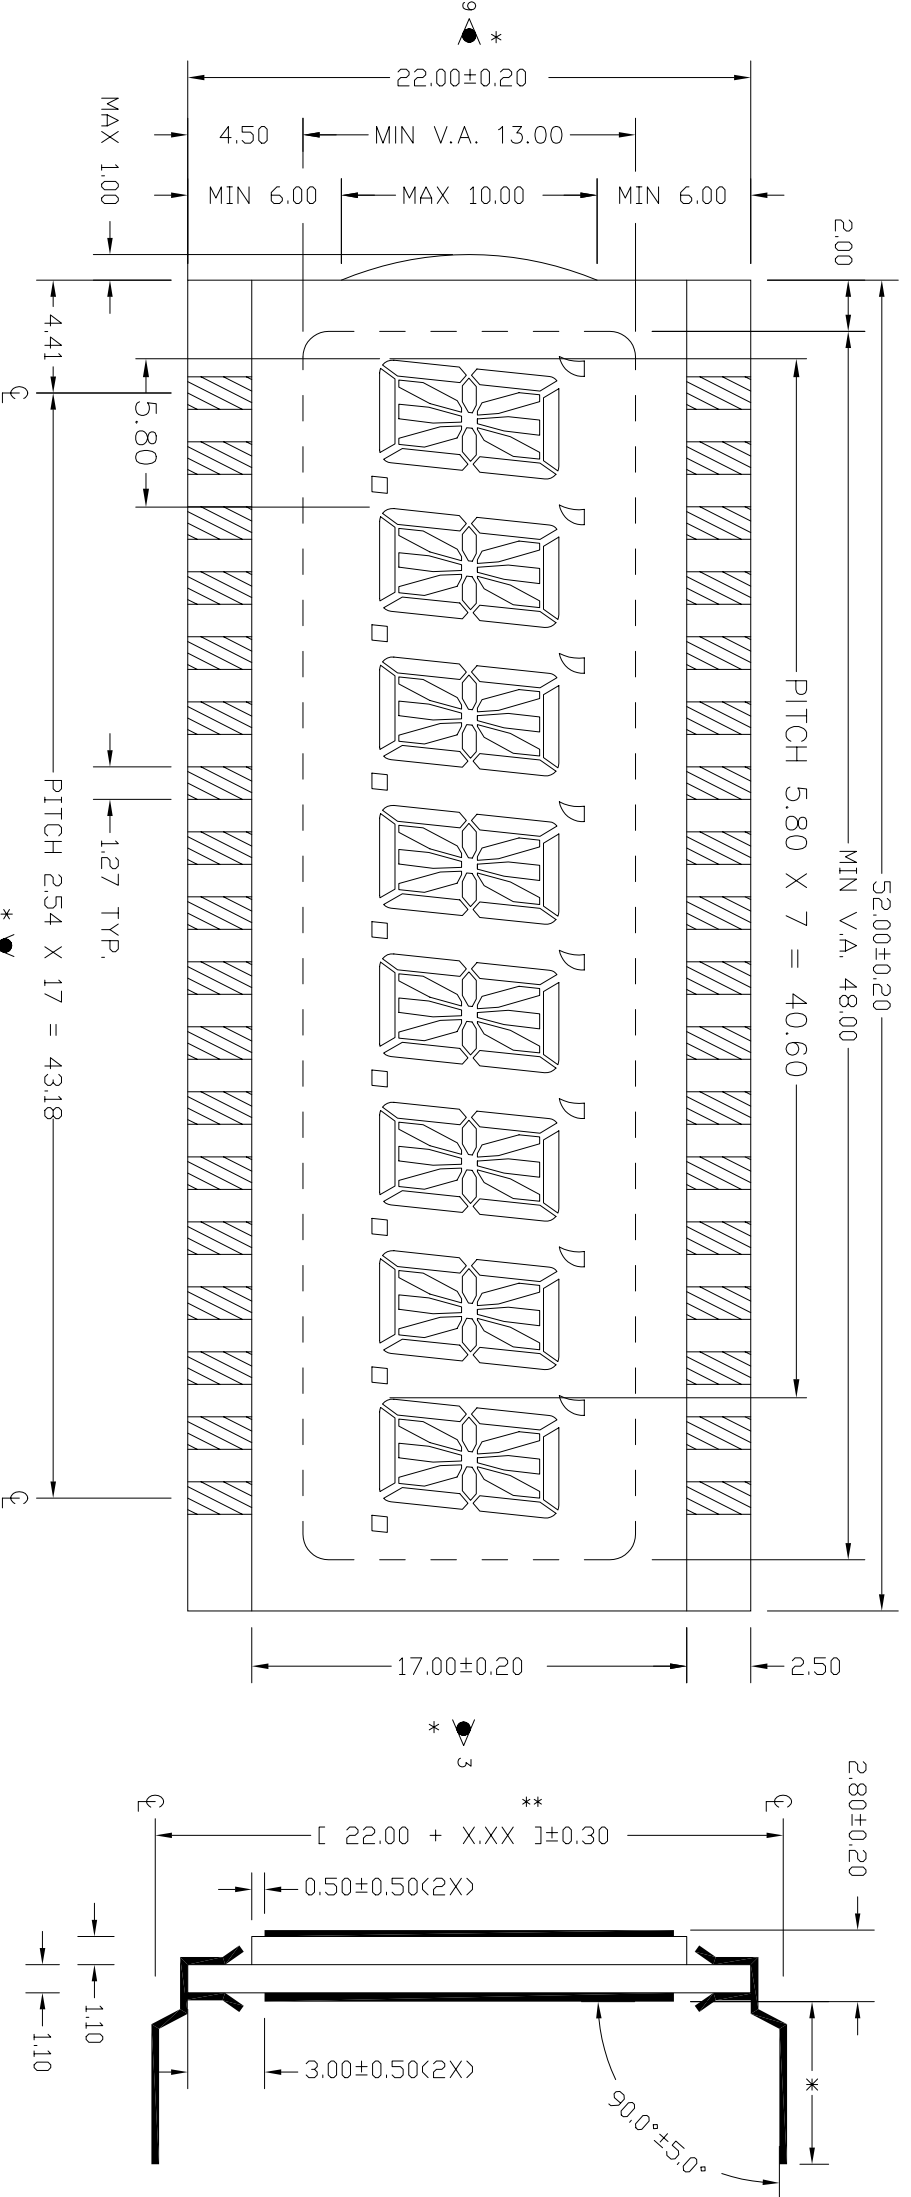 9
*
22.00±0.20
4.50
MIN V.A. 13.00
MAX 1.00
MIN 6.00
MAX 10.00
MIN 6.00
2.00
4.41
5.80
PITCH 5.80 X 7 = 40.60
MIN V.A. 48.00
52.00±0.20
1.27 TYP.
PITCH 2.54 X 17 = 43.18
*
17.00±0.20
2.50
*
3
**
[ 22.00 + X.XX ]±0.30
2.80±0.20
0.50±0.50(2X)
1.10
1.10
3.00±0.50(2X)
90.0°±5.0°
*